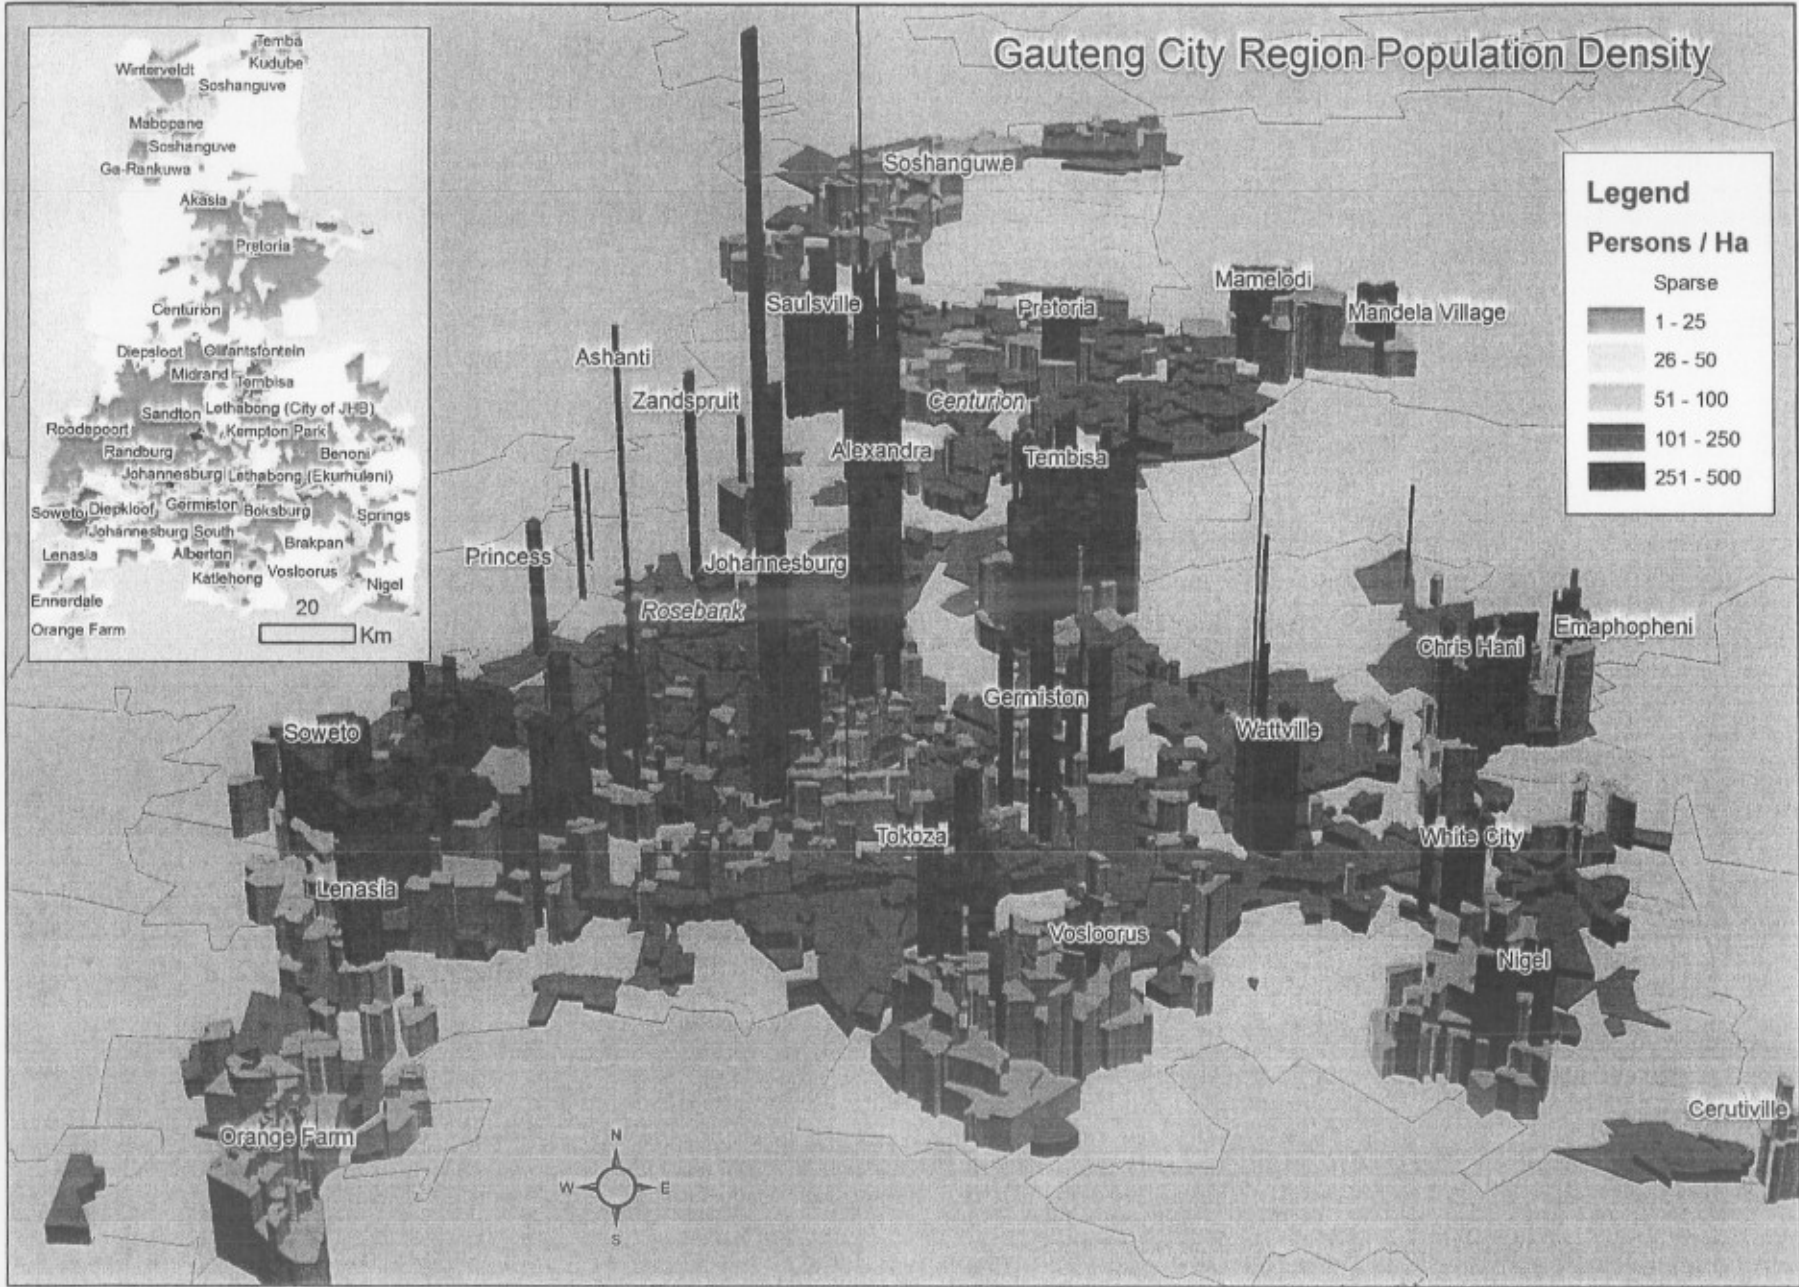 Gauteng City Region Population Density
Temba
Kudube
Winterveldt
Soshanguve
Mabopane
Soshanguve
Ga-Rankuwa
Akasia
Pretoria
Centurion
Diepsloot
Olifantsfontein
Midrand
Tembisa
Sandton
Lethabong (City of JHB)
Roodepoort
Kempton Park
Randburg
Benoni
Johannesburg
Lethabong (Ekurhuleni)
Soweto
Diepkloof
Germiston
Boksburg
Springs
Johannesburg South
Lenasia
Alberton
Brakpan
Katlehong
Vosloorus
Nigel
Ennerdale
Orange Farm
20
Km
Legend
Persons / Ha
Sparse
1 - 25
26 - 50
51 - 100
101 - 250
251 - 500
Soshanguwe
Saulsville
Pretoria
Mamelodi
Mandela Village
Ashanti
Zandspruit
Centurion
Alexandra
Tembisa
Princess
Johannesburg
Rosebank
Emaphopheni
Chris Hani
Germiston
Soweto
Wattville
Tokoza
White City
Lenasia
Vosloorus
Nigel
Orange Farm
Cerutiville
N
W
E
S